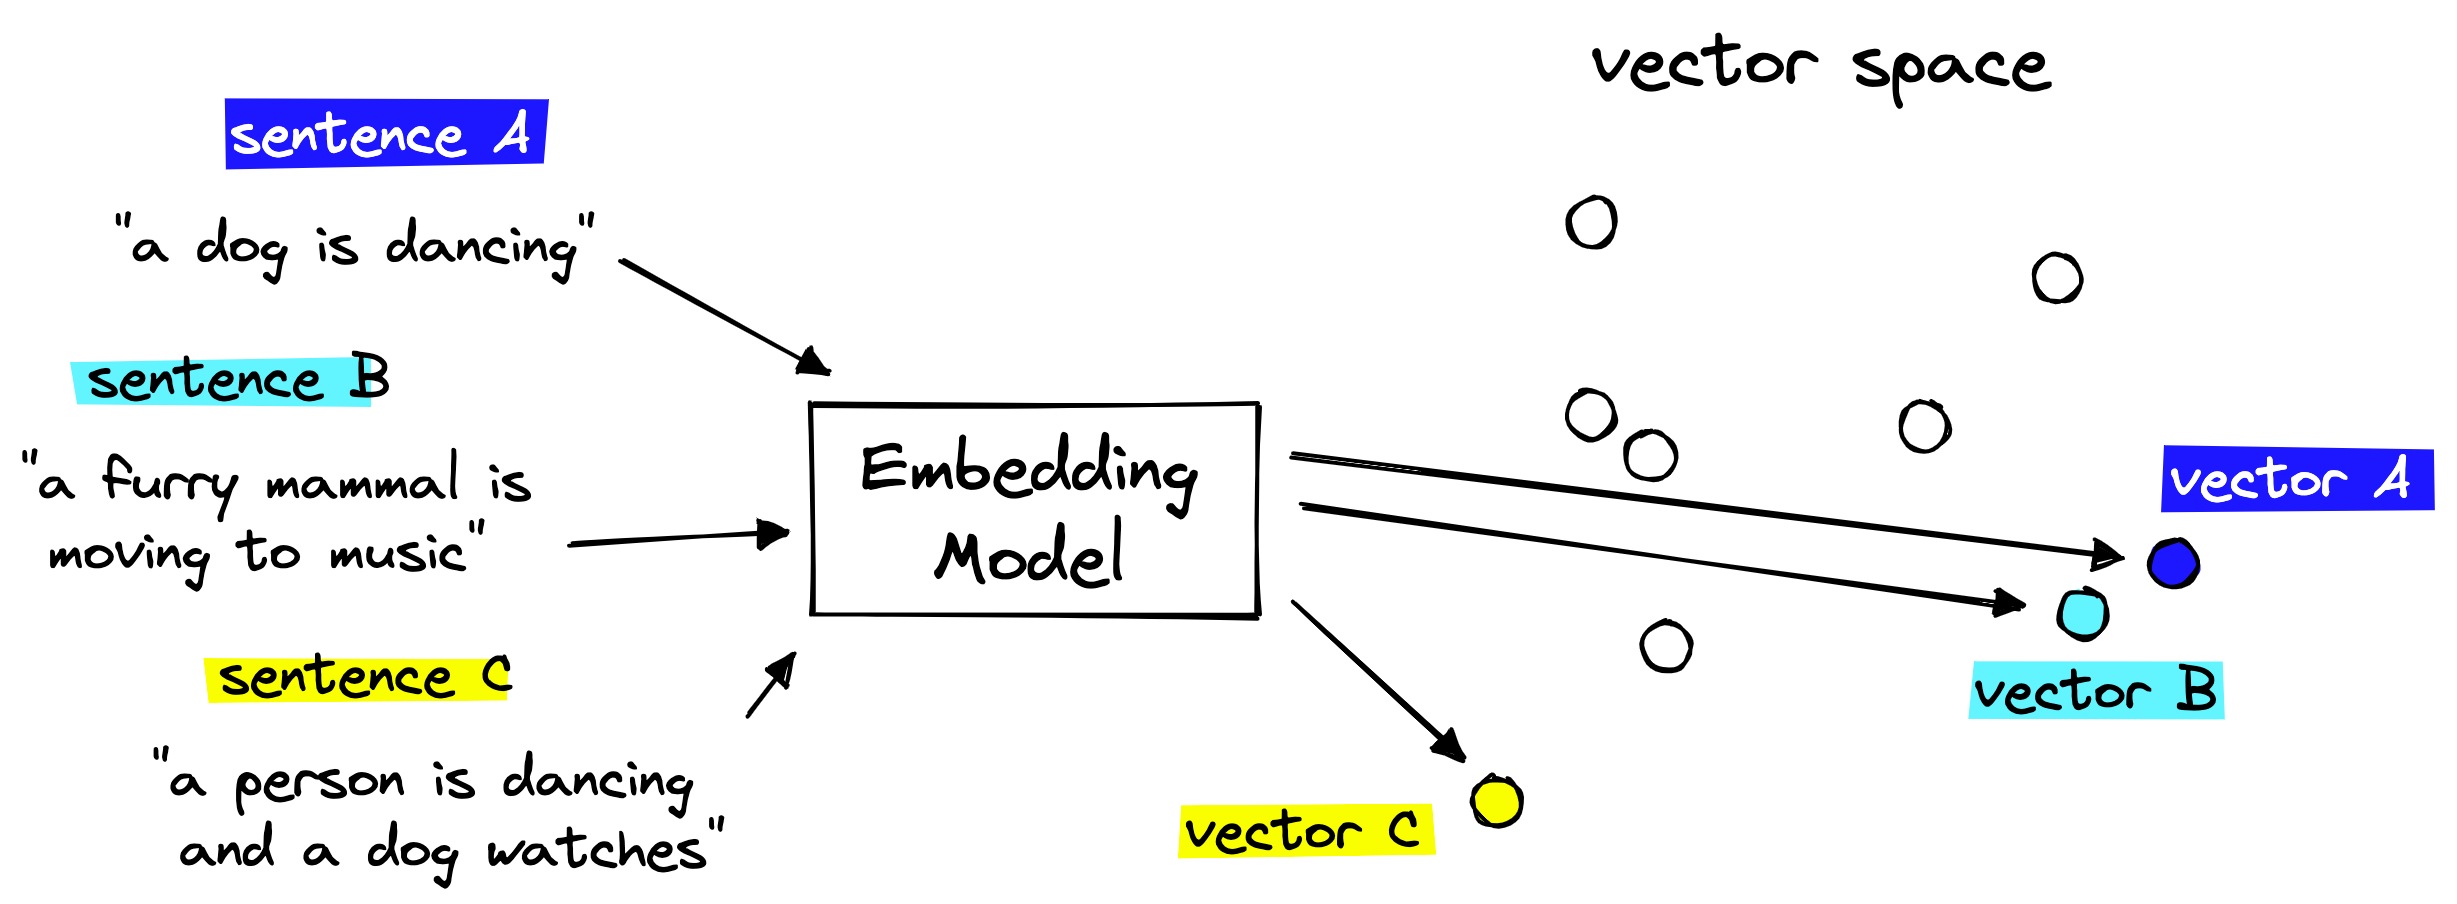 vector space
sentence A
"a dog is dancing"
sentence B
"a furry mammal is
moving to music"
sentence C
"a person is dancing
and a dog watches"
Embedding
Model
vector A
vector B
vector C